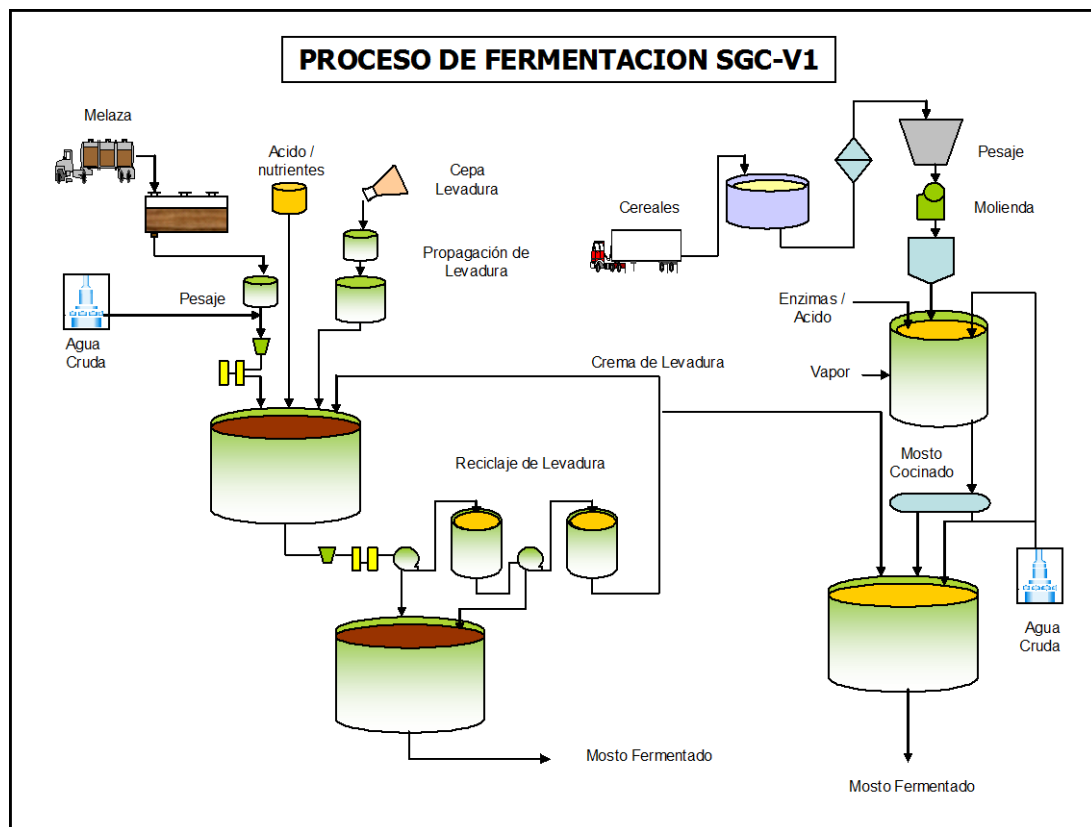 PROCESO DE FERMENTACION SGC-V1
Melaza
Acido /
nutrientes
Cepa
Levadura
Propagación de
Levadura
Pesaje
Agua
Cruda
Cereales
Pesaje
Molienda
Enzimas /
Acido
Vapor
Crema de Levadura
Reciclaje de Levadura
Mosto
Cocinado
Agua
Cruda
Mosto Fermentado
Mosto Fermentado